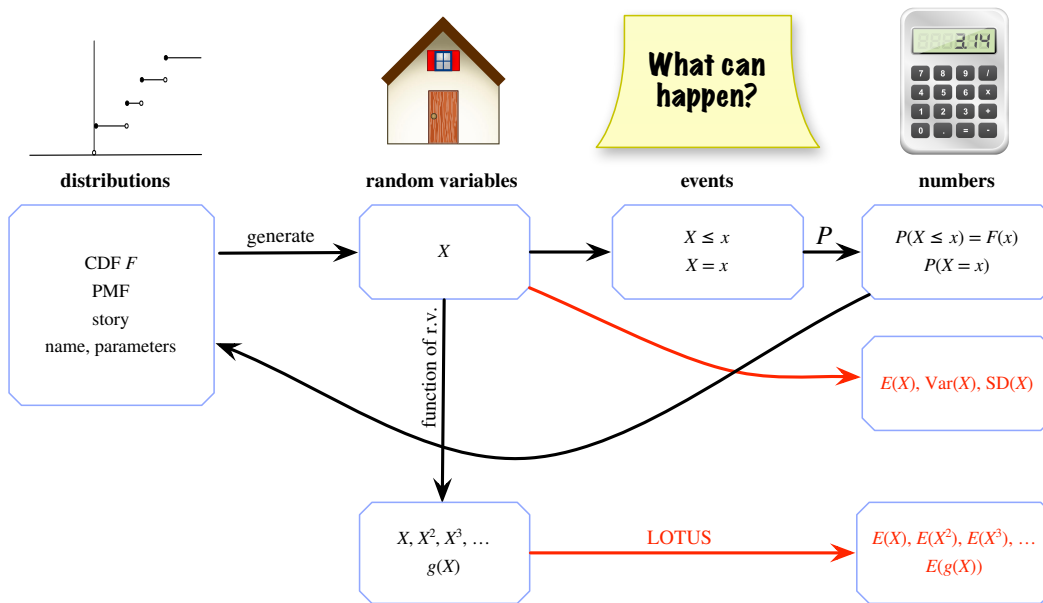 What can
happen?
3.14
7 8 9 /
4 5 6 x
1 2 3 +
0 . = -
distributions
random variables
events
numbers
CDF F
PMF
story
name, parameters
generate
X
X ≤ x
X = x
P
P(X ≤ x) = F(x)
P(X = x)
function of r.v.
E(X), Var(X), SD(X)
X, X², X³, …
g(X)
LOTUS
E(X), E(X²), E(X³), …
E(g(X))